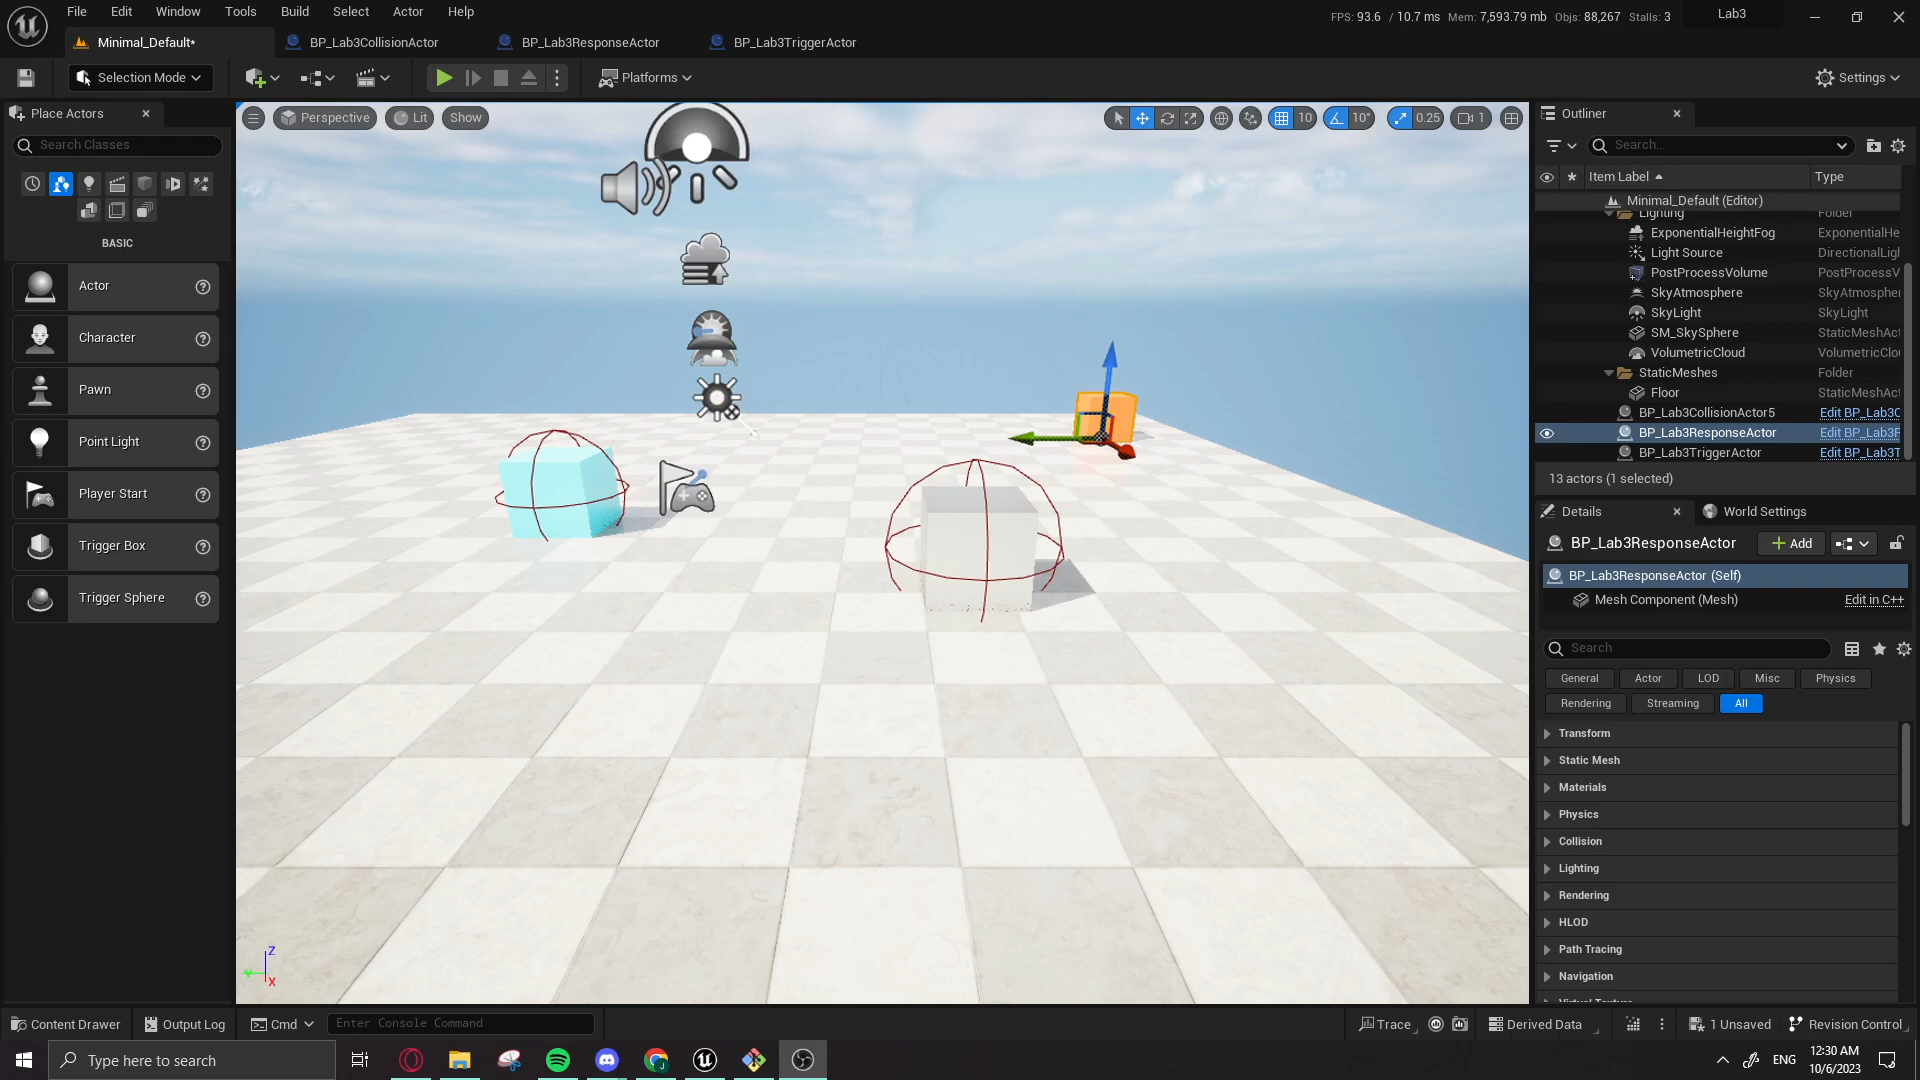 File Edit Window Tools Build Select Actor Help
FPS: 93.6 / 10.7 ms Mem: 7,593.79 mb Objs: 88,267 Stalls: 3
Lab3
Minimal_Default*
BP_Lab3CollisionActor
BP_Lab3ResponseActor
BP_Lab3TriggerActor
Selection Mode
Platforms
Settings
Place Actors
Search Classes
BASIC
Actor
Character
Pawn
Point Light
Player Start
Trigger Box
Trigger Sphere
Perspective
Lit
Show
10
10°
0.25
1
Z
Y
X
Outliner
Search...
Item Label Type
Minimal_Default (Editor)
Lighting Folder
ExponentialHeightFog ExponentialHe
Light Source DirectionalLigh
PostProcessVolume PostProcessV
SkyAtmosphere SkyAtmospher
SkyLight SkyLight
SM_SkySphere StaticMeshAct
VolumetricCloud VolumetricClou
StaticMeshes Folder
Floor StaticMeshAct
BP_Lab3CollisionActor5 Edit BP_Lab3C
BP_Lab3ResponseActor Edit BP_Lab3R
BP_Lab3TriggerActor Edit BP_Lab3T
13 actors (1 selected)
Details
World Settings
BP_Lab3ResponseActor
Add
BP_Lab3ResponseActor (Self)
Mesh Component (Mesh) Edit in C++
Search
General Actor LOD Misc Physics
Rendering Streaming All
Transform
Static Mesh
Materials
Physics
Collision
Lighting
Rendering
HLOD
Path Tracing
Navigation
Virtual Texture
Content Drawer
Output Log
Cmd
Enter Console Command
Trace
Derived Data
1 Unsaved
Revision Control
Type here to search
ENG
12:30 AM
10/6/2023